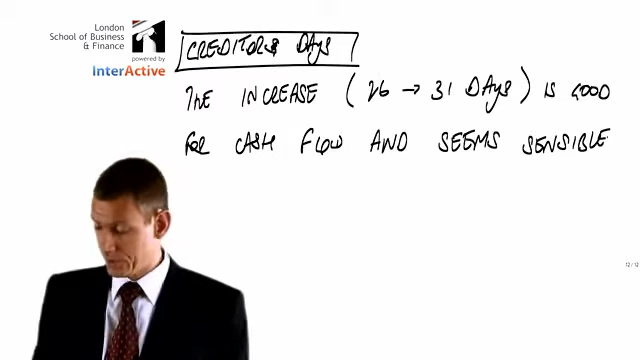 London
School of Business
& Finance
powered by
InterActive
CREDITORS DAYS
THE INCREASE (26 → 31 DAYS) IS GOOD
FOR CASH FLOW AND SEEMS SENSIBLE
12 / 12